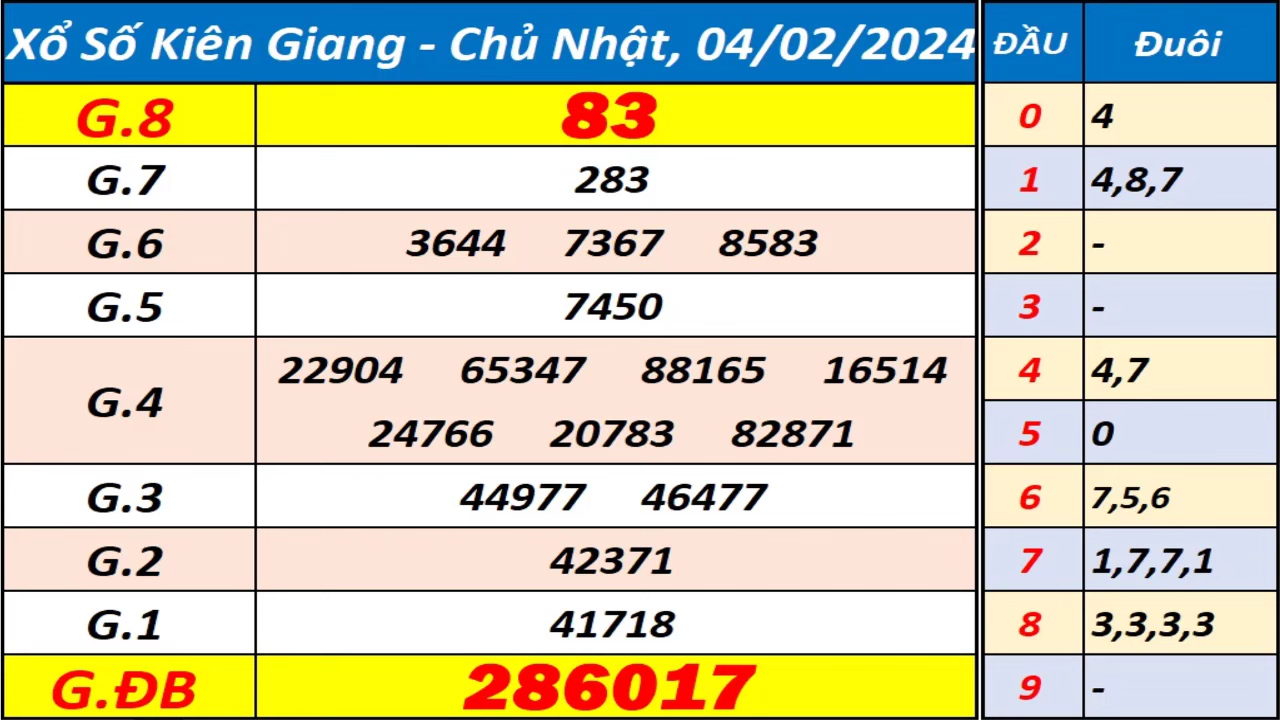 Xổ Số Kiên Giang - Chủ Nhật, 04/02/2024
G.8 83
G.7 283
G.6 3644 7367 8583
G.5 7450
G.4 22904 65347 88165 16514
24766 20783 82871
G.3 44977 46477
G.2 42371
G.1 41718
G.ĐB 286017
ĐẦU Đuôi
0 4
1 4,8,7
2 -
3 -
4 4,7
5 0
6 7,5,6
7 1,7,7,1
8 3,3,3,3
9 -